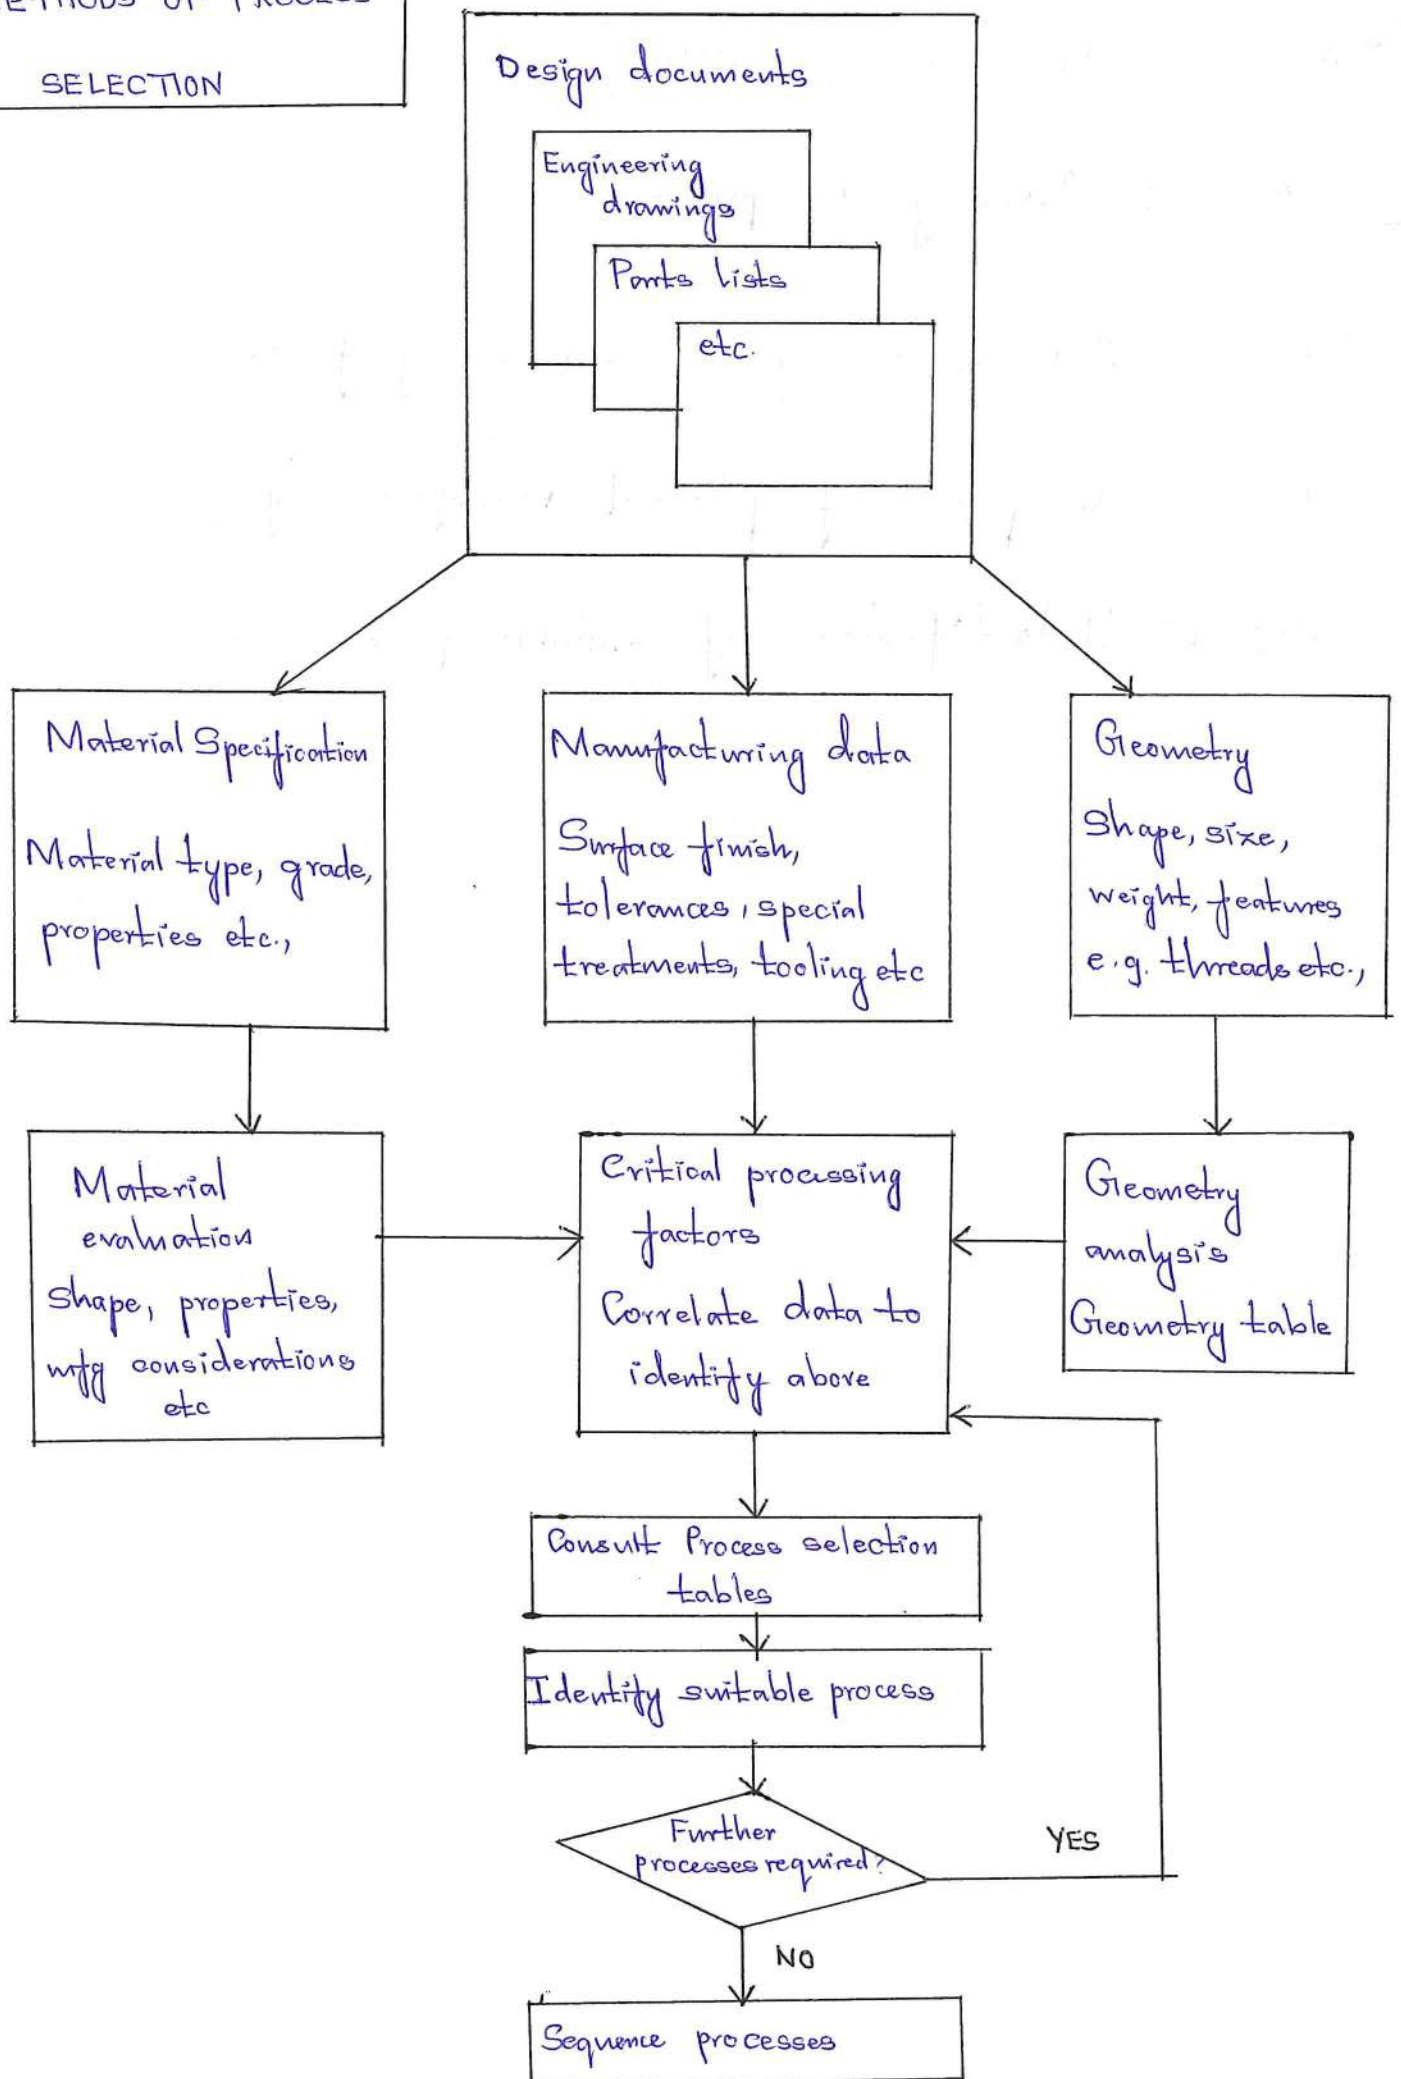 METHODS OF PROCESS
SELECTION
Design documents
Engineering
drawings
Parts lists
etc.
Material Specification
Material type, grade,
properties etc.,
Manufacturing data
Surface finish,
tolerances, special
treatments, tooling etc
Geometry
Shape, size,
weight, features
e.g. threads etc.,
Material
evaluation
Shape, properties,
mfg considerations
etc
Critical processing
factors
Correlate data to
identify above
Geometry
analysis
Geometry table
Consult Process selection
tables
Identify suitable process
Further
processes required?
YES
NO
Sequence processes